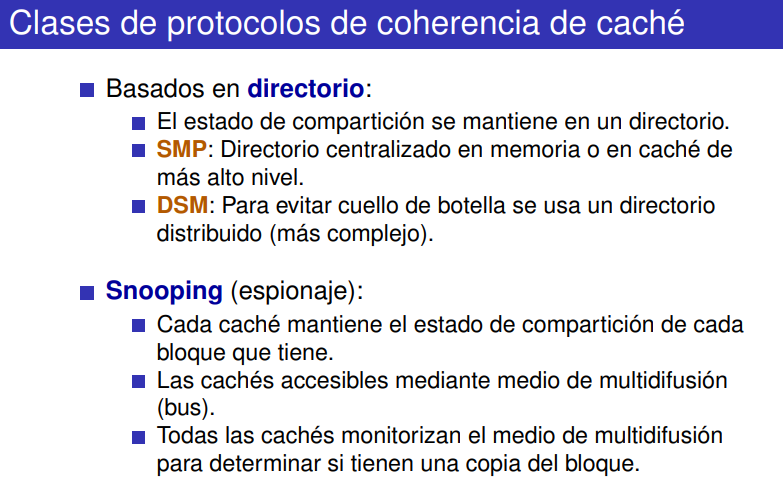 Clases de protocolos de coherencia de caché
Basados en directorio:
El estado de compartición se mantiene en un directorio.
SMP: Directorio centralizado en memoria o en caché de
más alto nivel.
DSM: Para evitar cuello de botella se usa un directorio
distribuido (más complejo).
Snooping (espionaje):
Cada caché mantiene el estado de compartición de cada
bloque que tiene.
Las cachés accesibles mediante medio de multidifusión
(bus).
Todas las cachés monitorizan el medio de multidifusión
para determinar si tienen una copia del bloque.